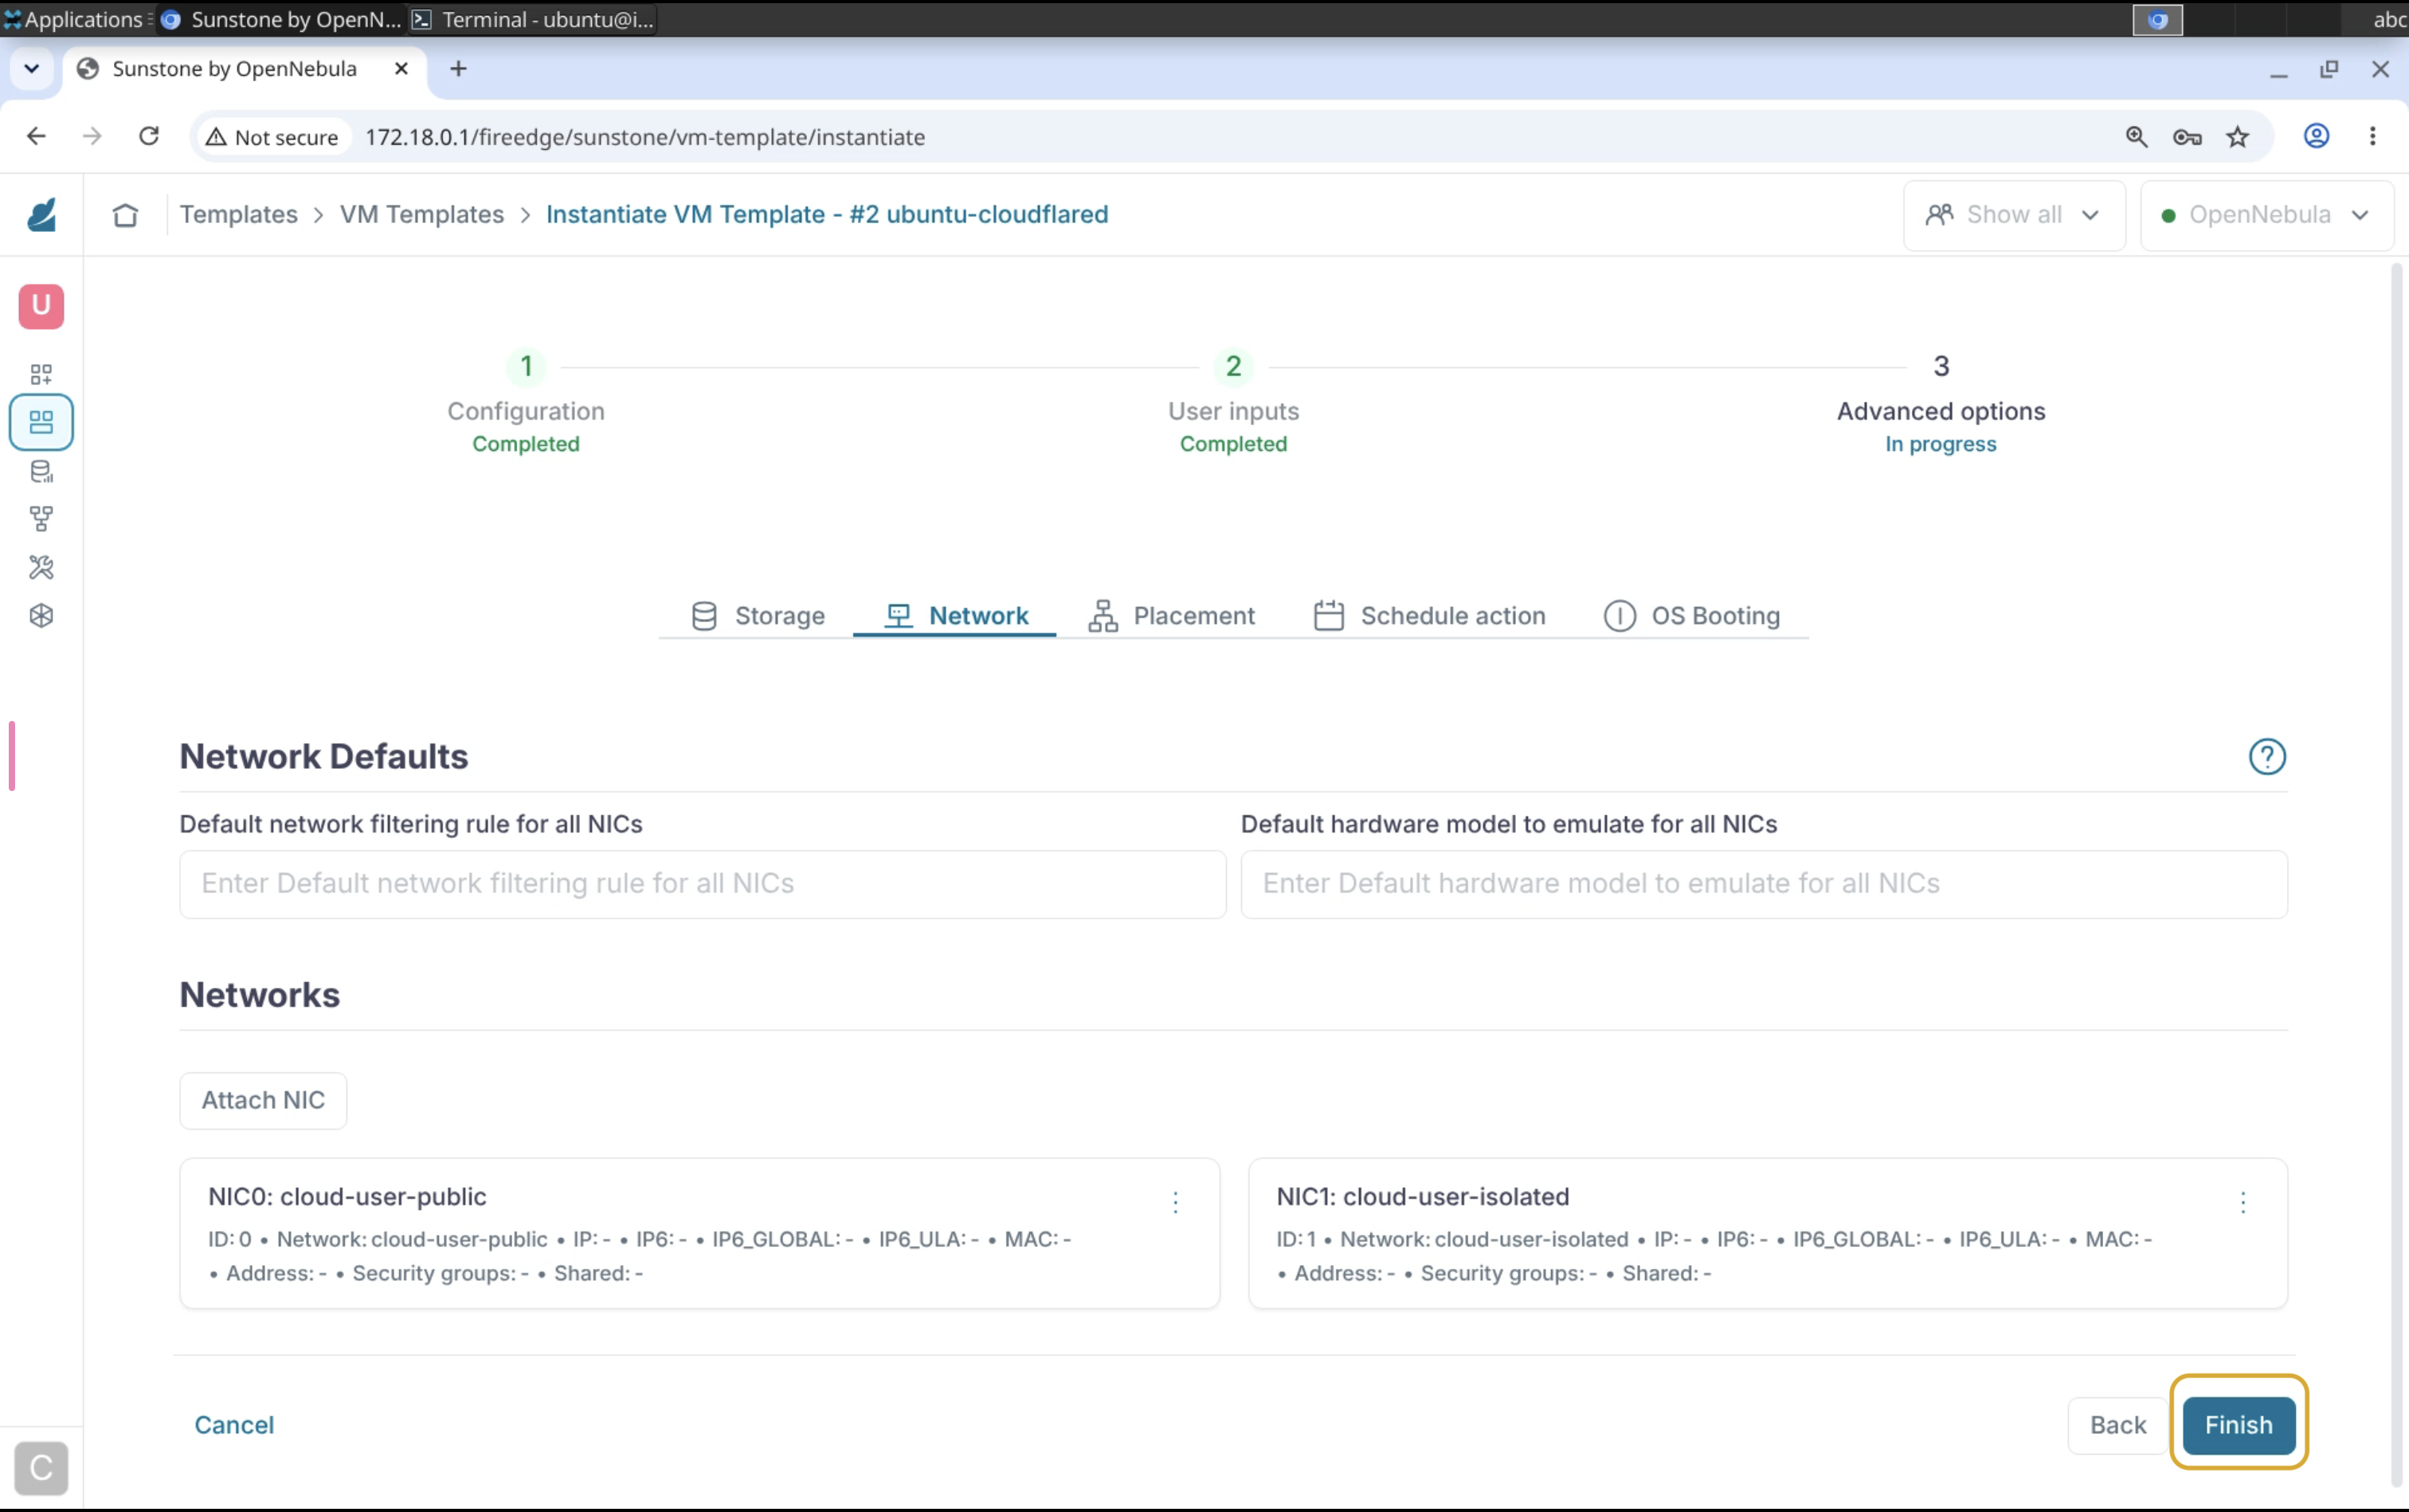 Applications
Sunstone by OpenN...
Terminal - ubuntu@i...
abc
Sunstone by OpenNebula
Not secure
172.18.0.1/fireedge/sunstone/vm-template/instantiate
Templates > VM Templates > Instantiate VM Template - #2 ubuntu-cloudflared
Show all
OpenNebula
U
1
2
3
Configuration
User inputs
Advanced options
Completed
Completed
In progress
Storage
Network
Placement
Schedule action
OS Booting
Network Defaults
?
Default network filtering rule for all NICs
Default hardware model to emulate for all NICs
Enter Default network filtering rule for all NICs
Enter Default hardware model to emulate for all NICs
Networks
Attach NIC
NIC0: cloud-user-public
ID: 0 • Network: cloud-user-public • IP: - • IP6: - • IP6_GLOBAL: - • IP6_ULA: - • MAC: -
• Address: - • Security groups: - • Shared: -
NIC1: cloud-user-isolated
ID: 1 • Network: cloud-user-isolated • IP: - • IP6: - • IP6_GLOBAL: - • IP6_ULA: - • MAC: -
• Address: - • Security groups: - • Shared: -
Cancel
Back
Finish
C